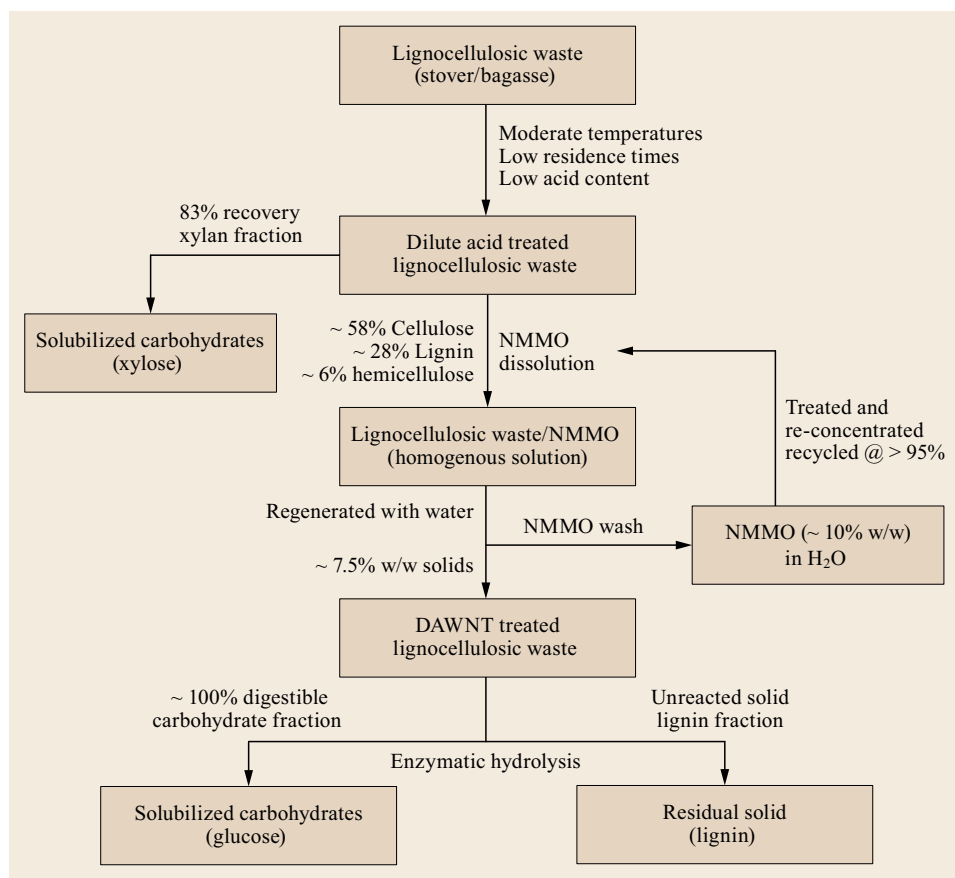 Lignocellulosic waste
(stover/bagasse)
Moderate temperatures
Low residence times
Low acid content
83% recovery
xylan fraction
Dilute acid treated
lignocellulosic waste
Solubilized carbohydrates
(xylose)
~ 58% Cellulose
~ 28% Lignin
~ 6% hemicellulose
NMMO
dissolution
Treated and
re-concentrated
recycled @ > 95%
Lignocellulosic waste/NMMO
(homogenous solution)
Regenerated with water
NMMO wash
NMMO (~ 10% w/w)
in H₂O
~ 7.5% w/w solids
DAWNT treated
lignocellulosic waste
~ 100% digestible
carbohydrate fraction
Unreacted solid
lignin fraction
Enzymatic hydrolysis
Solubilized carbohydrates
(glucose)
Residual solid
(lignin)